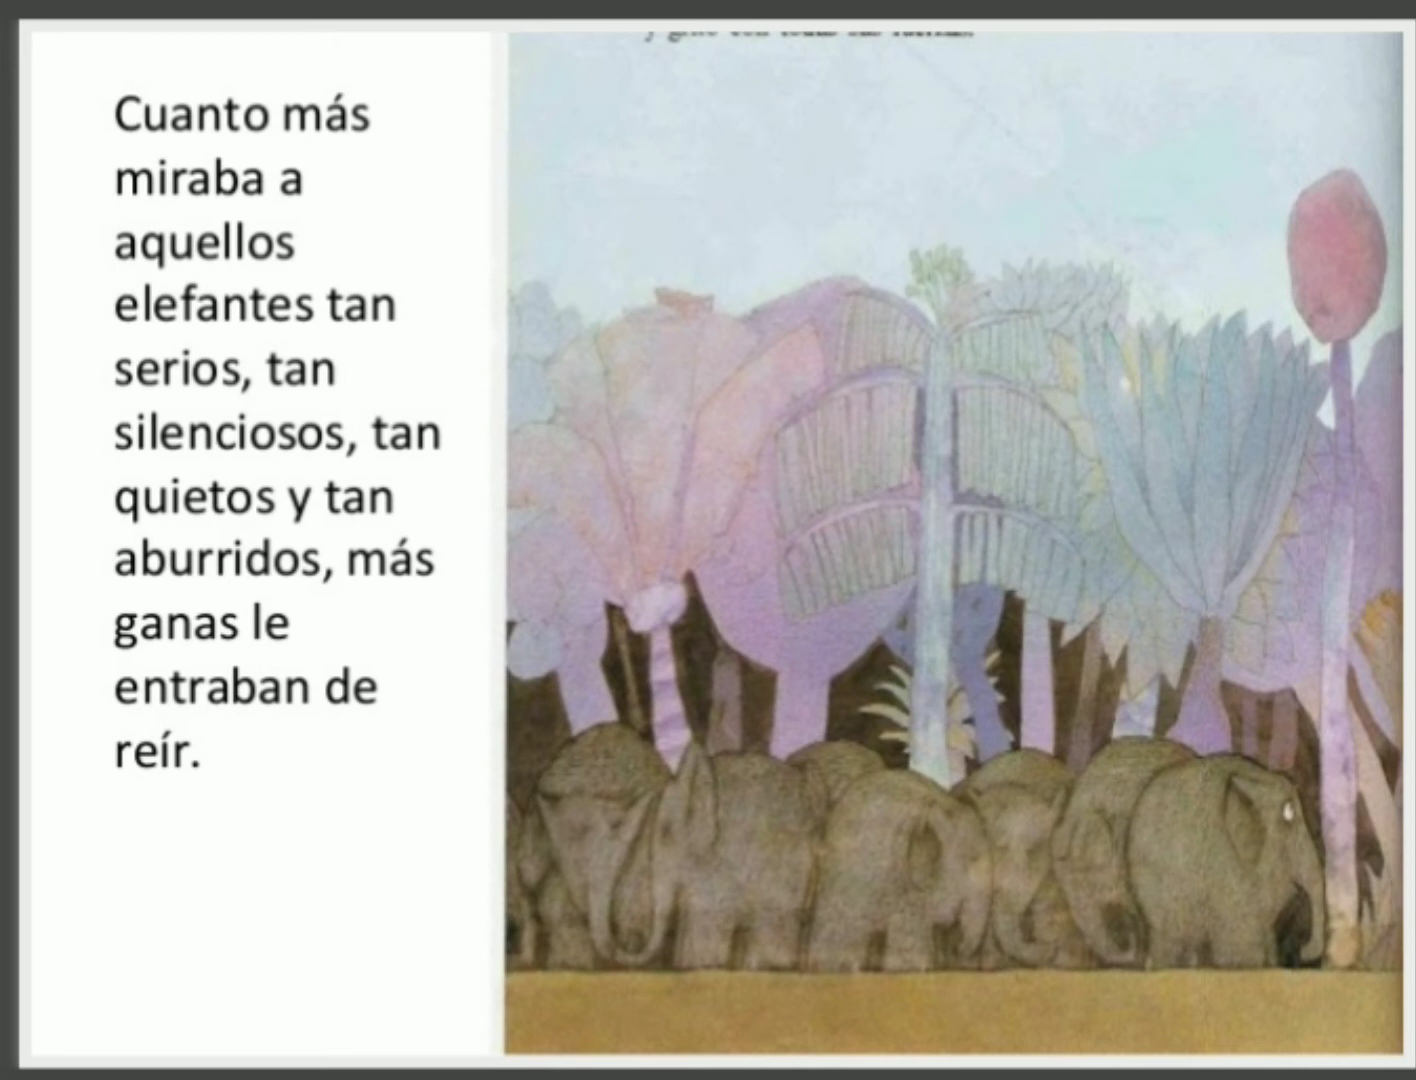 Cuanto más
miraba a
aquellos
elefantes tan
serios, tan
silenciosos, tan
quietos y tan
aburridos, más
ganas le
entraban de
reír.